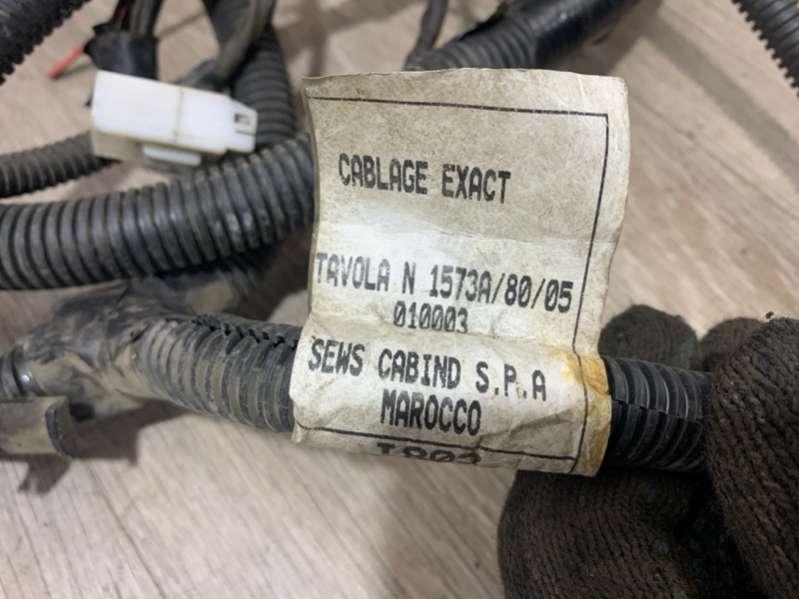 CABLAGE EXACT
TAVOLA N 1573A/80/05
010003
SEWS CABIND S.P.A
MAROCCO